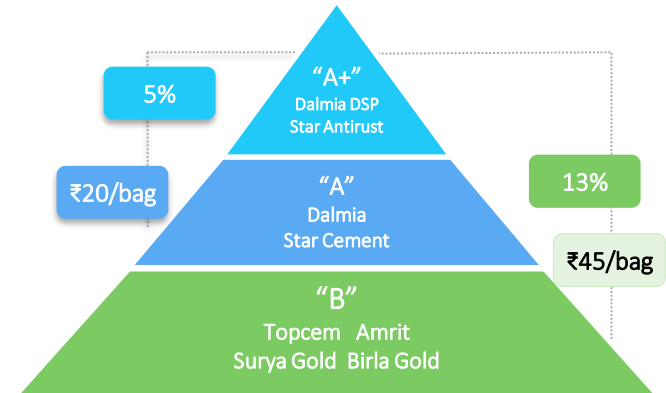 “A+”
Dalmia DSP
Star Antirust
5%
₹20/bag
“A”
Dalmia
Star Cement
13%
₹45/bag
“B”
Topcem Amrit
Surya Gold Birla Gold